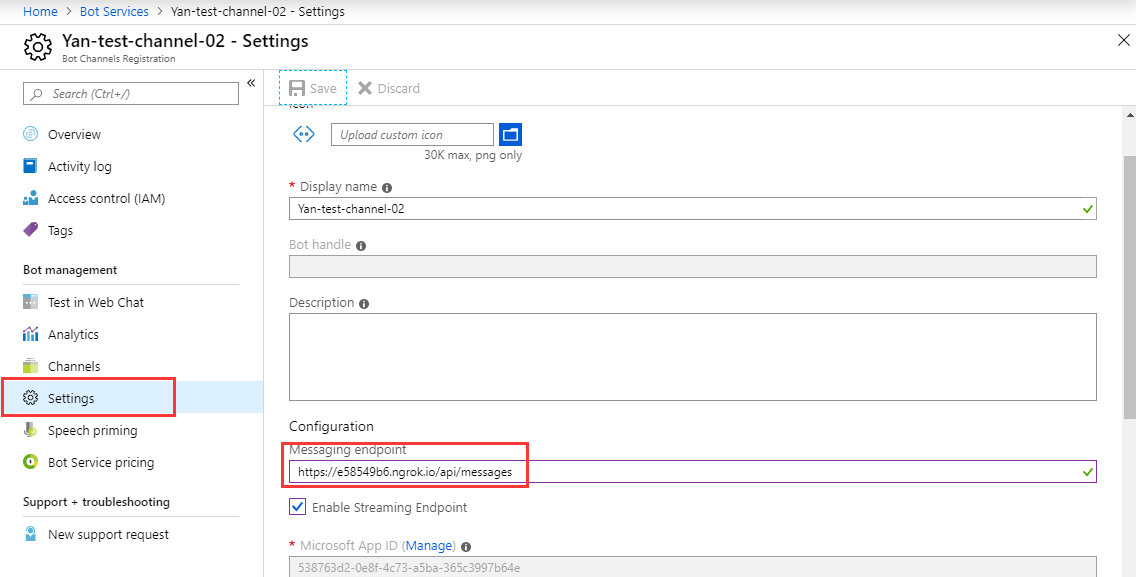 Home > Bot Services > Yan-test-channel-02 - Settings
Yan-test-channel-02 - Settings
Bot Channels Registration
Search (Ctrl+/)
Overview
Activity log
Access control (IAM)
Tags
Bot management
Test in Web Chat
Analytics
Channels
Settings
Speech priming
Bot Service pricing
Support + troubleshooting
New support request
Save
Discard
Icon
Upload custom icon
30K max, png only
* Display name
Yan-test-channel-02
Bot handle
Description
Configuration
Messaging endpoint
https://e58549b6.ngrok.io/api/messages
Enable Streaming Endpoint
* Microsoft App ID (Manage)
538763d2-0e8f-4c73-a5ba-365c3997b64e